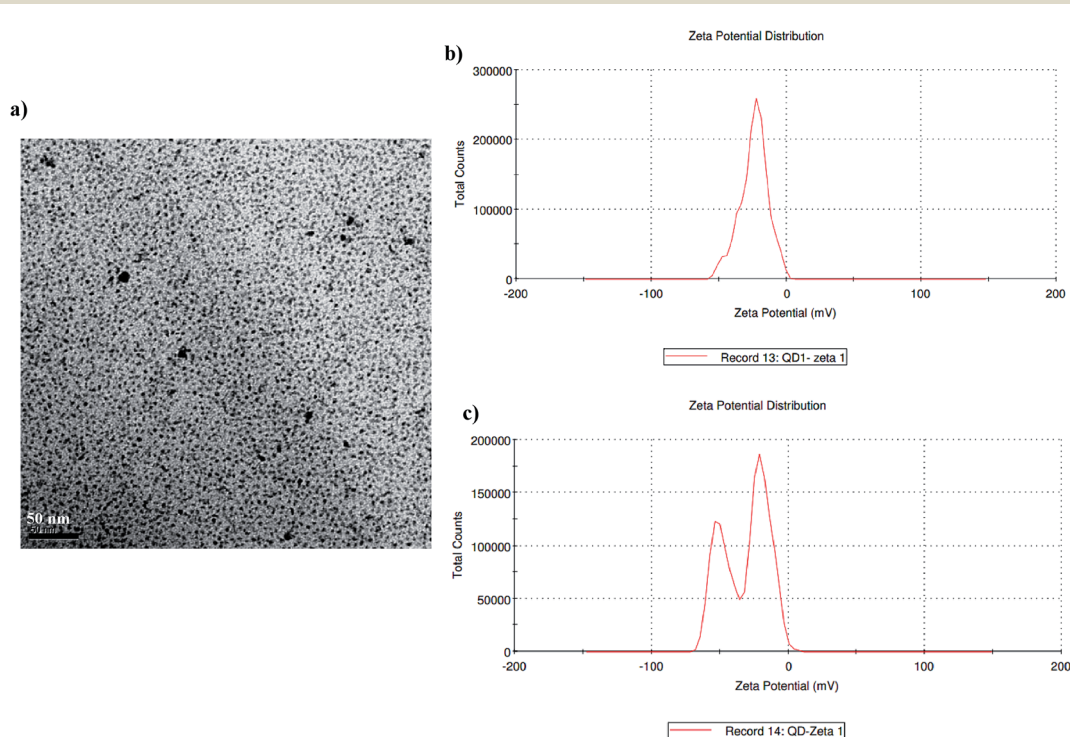 a)
50 nm
50 nm
b)
Zeta Potential Distribution
300000
200000
100000
0
Total Counts
-200
-100
0
100
200
Zeta Potential (mV)
Record 13: QD1- zeta 1
c)
Zeta Potential Distribution
200000
150000
100000
50000
0
Total Counts
-200
-100
0
100
200
Zeta Potential (mV)
Record 14: QD-Zeta 1